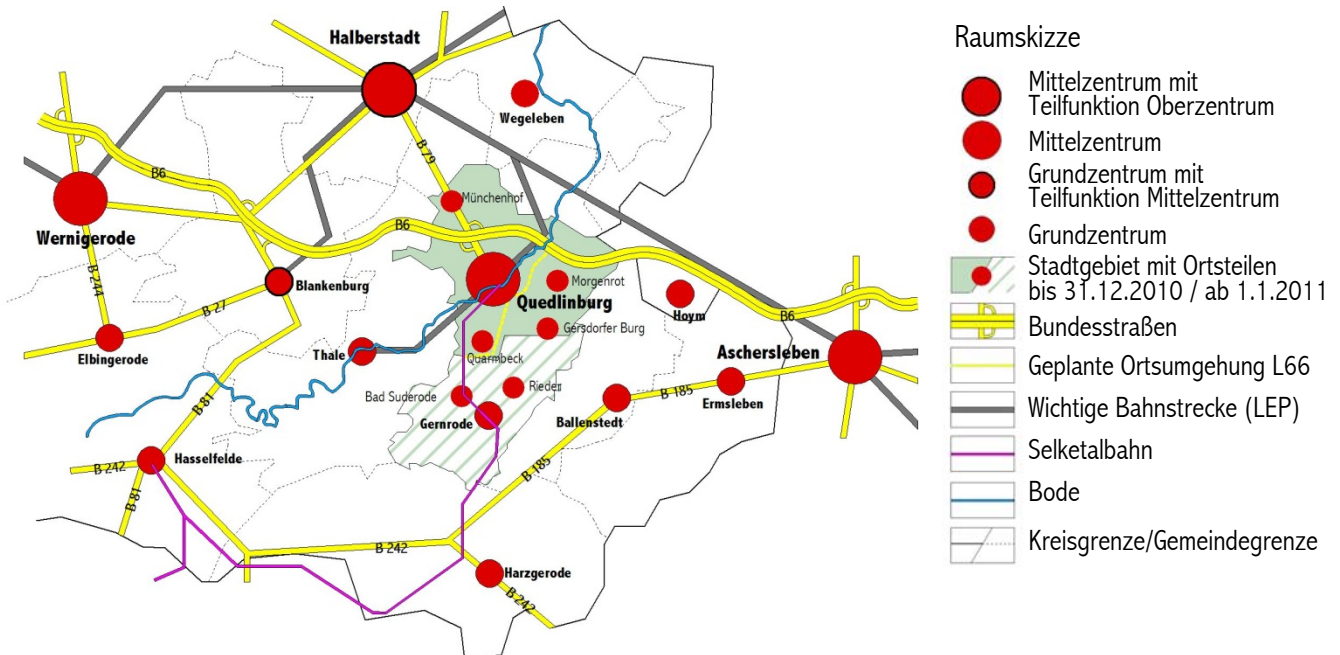 Halberstadt
Wegeleben
B 79
B6
Münchenhof
Wernigerode
B6
B 244
Blankenburg
Quedlinburg
Morgenrot
Hoym
B 27
B6
Gersdorfer Burg
Elbingerode
Thale
Quarmbeck
Aschersleben
Bad Suderode
Rieder
B 185
Ermsleben
B 81
Gernrode
Ballenstedt
Hasselfelde
B 242
B 185
B 81
B 242
Harzgerode
B 242
Raumskizze
Mittelzentrum mit
Teilfunktion Oberzentrum
Mittelzentrum
Grundzentrum mit
Teilfunktion Mittelzentrum
Grundzentrum
Stadtgebiet mit Ortsteilen
bis 31.12.2010 / ab 1.1.2011
Bundesstraßen
Geplante Ortsumgehung L66
Wichtige Bahnstrecke (LEP)
Selketalbahn
Bode
Kreisgrenze/Gemeindegrenze